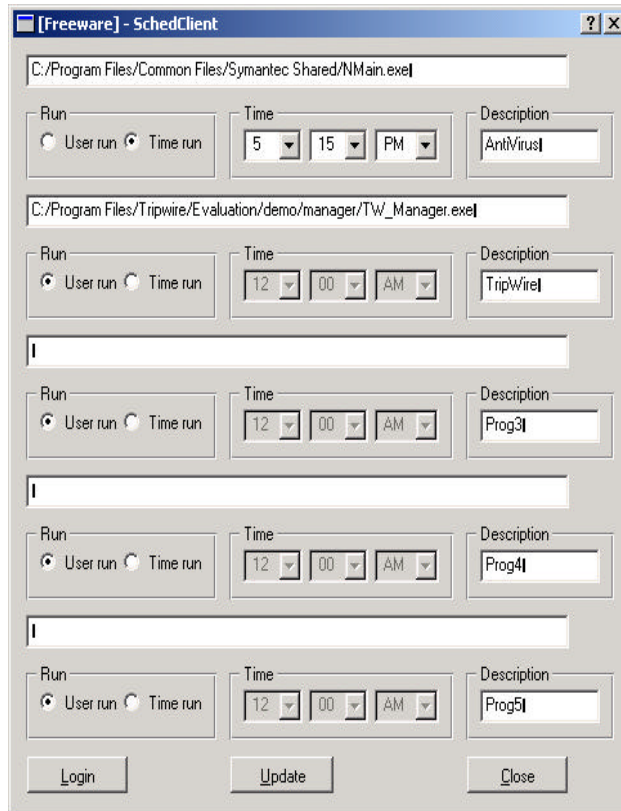 [Freeware] - SchedClient
C:/Program Files/Common Files/Symantec Shared/NMain.exe
Run Time Description
User run Time run 5 15 PM AntiVirus
C:/Program Files/Tripwire/Evaluation/demo/manager/TW_Manager.exe
Run Time Description
User run Time run 12 00 AM TripWire
Run Time Description
User run Time run 12 00 AM Prog3
Run Time Description
User run Time run 12 00 AM Prog4
Run Time Description
User run Time run 12 00 AM Prog5
Login Update Close